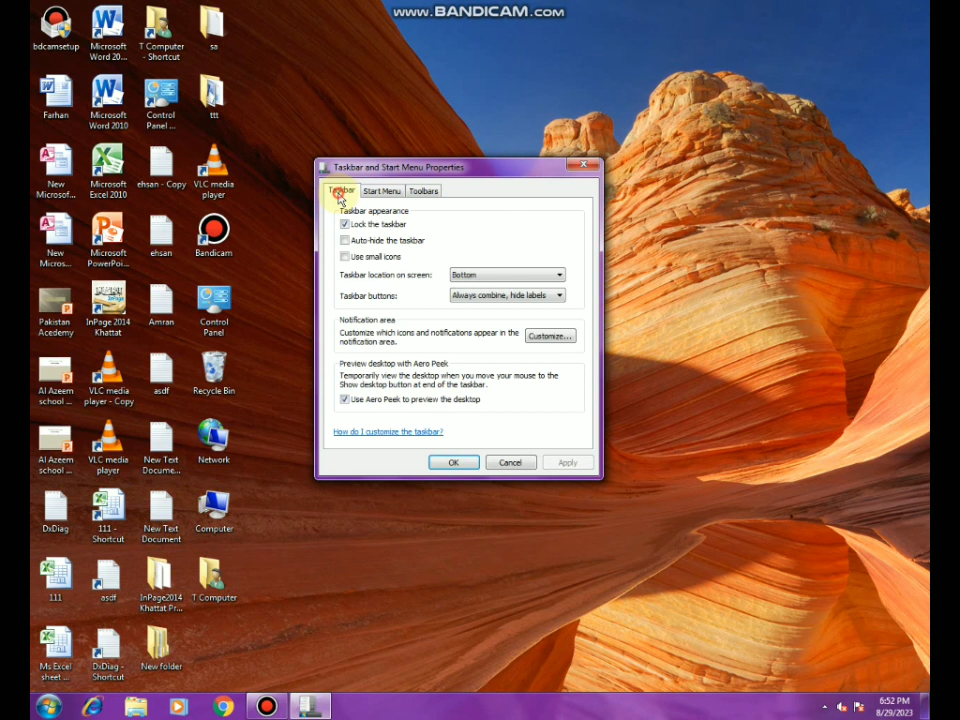 www.BANDICAM.com
bdcamsetup
Microsoft
Word 20...
T Computer
- Shortcut
sa
Farhan
Microsoft
Word 2010
Control
Panel ...
ttt
New
Microsof...
Microsoft
Excel 2010
ehsan - Copy
VLC media
player
New
Micros...
Microsoft
PowerPoi...
ehsan
Bandicam
Pakistan
Acedemy
InPage 2014
Khattat
Amran
Control
Panel
Al Azeem
school ...
VLC media
player - Copy
asdf
Recycle Bin
Al Azeem
school ...
VLC media
player
New Text
Docume...
Network
DxDiag
111 -
Shortcut
New Text
Document
Computer
111
asdf
InPage2014
Khattat Pr...
T Computer
Ms Excel
sheet ...
DxDiag -
Shortcut
New folder
Taskbar and Start Menu Properties
Taskbar Start Menu Toolbars
Taskbar appearance
Lock the taskbar
Auto-hide the taskbar
Use small icons
Taskbar location on screen: Bottom
Taskbar buttons: Always combine, hide labels
Notification area
Customize which icons and notifications appear in the
notification area.
Customize...
Preview desktop with Aero Peek
Temporarily view the desktop when you move your mouse to the
Show desktop button at end of the taskbar.
Use Aero Peek to preview the desktop
How do I customize the taskbar?
OK Cancel Apply
6:52 PM
8/29/2023